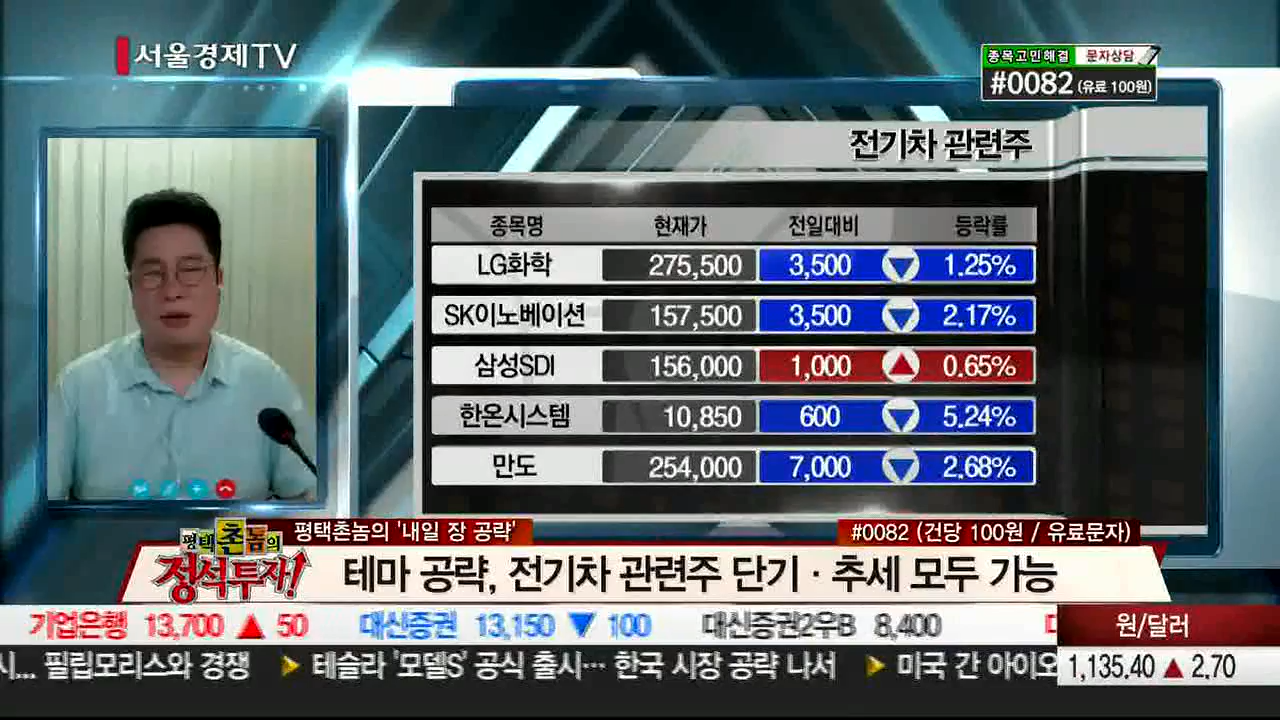 서울경제TV
종목고민해결 문자상담
#0082 (유료 100원)
전기차 관련주
종목명 현재가 전일대비 등락률
LG화학 275,500 3,500 ▼ 1.25%
SK이노베이션 157,500 3,500 ▼ 2.17%
삼성SDI 156,000 1,000 ▲ 0.65%
한온시스템 10,850 600 ▼ 5.24%
만도 254,000 7,000 ▼ 2.68%
평택촌놈의 정석투자!
평택촌놈의 '내일 장 공략'
#0082 (건당 100원 / 유료문자)
테마 공략, 전기차 관련주 단기·추세 모두 가능
기업은행 13,700 ▲ 50 대신증권 13,150 ▼ 100 대신증권2우B 8,400
원/달러
시... 필립모리스와 경쟁 ▶ 테슬라 '모델S' 공식 출시… 한국 시장 공략 나서 ▶ 미국 간 아이오
1,135.40 ▲ 2.70